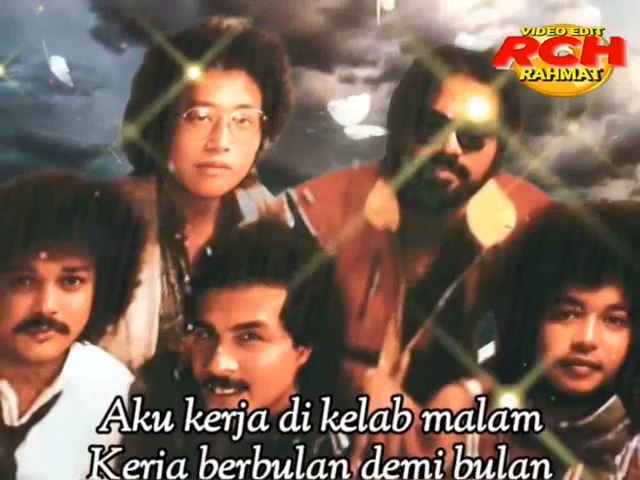 VIDEO EDIT
RCH
RAHMAT
Aku kerja di kelab malam
Kerja berbulan demi bulan